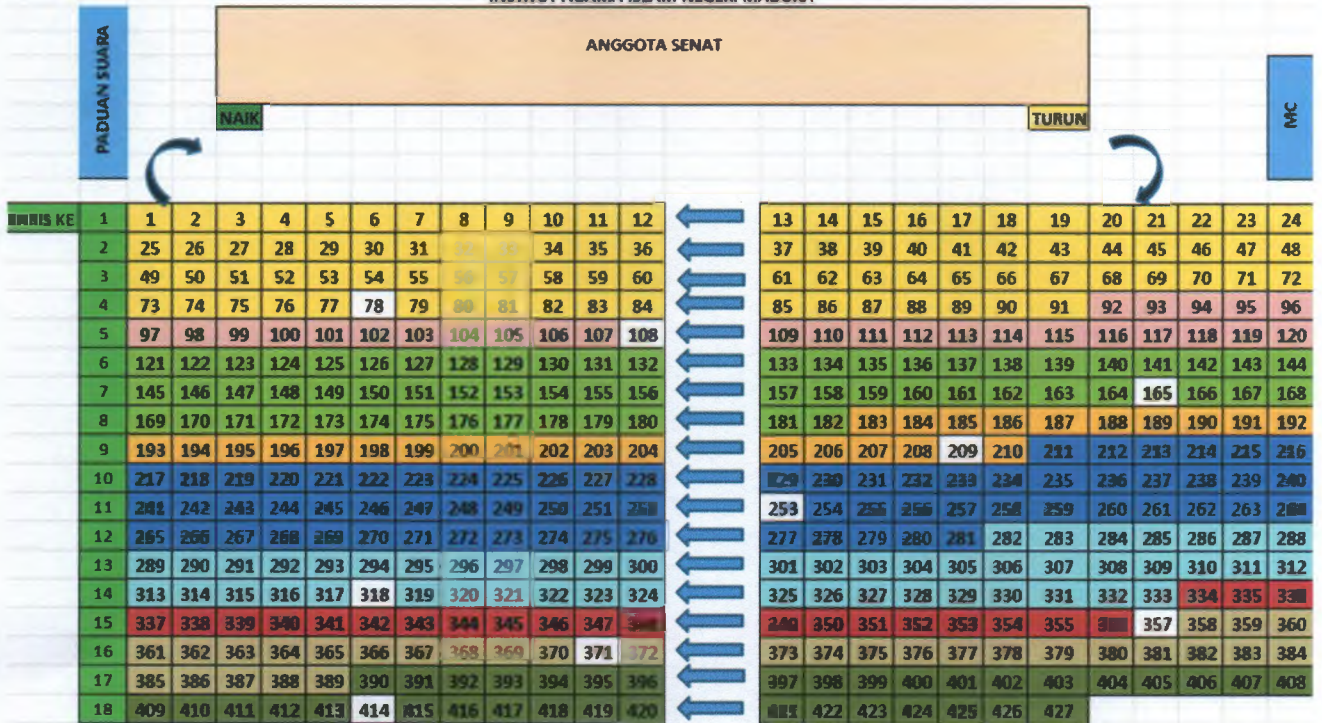 INSTITUT AGAMA ISLAM NEGERI MADURA
ANGGOTA SENAT
PADUAN SUARA
MC
NAIK
TURUN
KE 1 1 2 3 4 5 6 7 8 9 10 11 12 13 14 15 16 17 18 19 20 21 22 23 24
2 25 26 27 28 29 30 31 34 35 36 37 38 39 40 41 42 43 44 45 46 47 48
3 49 50 51 52 53 54 55 56 57 58 59 60 61 62 63 64 65 66 67 68 69 70 71 72
4 73 74 75 76 77 78 79 80 81 82 83 84 85 86 87 88 89 90 91 92 93 94 95 96
5 97 98 99 100 101 102 103 104 105 106 107 108 109 110 111 112 113 114 115 116 117 118 119 120
6 121 122 123 124 125 126 127 128 129 130 131 132 133 134 135 136 137 138 139 140 141 142 143 144
7 145 146 147 148 149 150 151 152 153 154 155 156 157 158 159 160 161 162 163 164 165 166 167 168
8 169 170 171 172 173 174 175 176 177 178 179 180 181 182 183 184 185 186 187 188 189 190 191 192
9 193 194 195 196 197 198 199 200 201 202 203 204 205 206 207 208 209 210 211 212 213 214 215 216
10 217 218 219 220 221 222 223 224 225 226 227 228 229 230 231 232 233 234 235 236 237 238 239 240
11 241 242 243 244 245 246 247 248 249 250 251 253 254 255 256 257 258 259 260 261 262 263
12 265 266 267 268 269 270 271 272 273 274 275 276 277 278 279 280 281 282 283 284 285 286 287 288
13 289 290 291 292 293 294 295 296 297 298 299 300 301 302 303 304 305 306 307 308 309 310 311 312
14 313 314 315 316 317 318 319 320 321 322 323 324 325 326 327 328 329 330 331 332 333 334 335
15 337 338 339 340 341 342 343 344 345 346 347 350 351 352 353 354 355 357 358 359 360
16 361 362 363 364 365 366 367 368 369 370 371 372 373 374 375 376 377 378 379 380 381 382 383 384
17 385 386 387 388 389 390 391 392 393 394 395 396 397 398 399 400 401 402 403 404 405 406 407 408
18 409 410 411 412 413 414 415 416 417 418 419 420 422 423 424 425 426 427